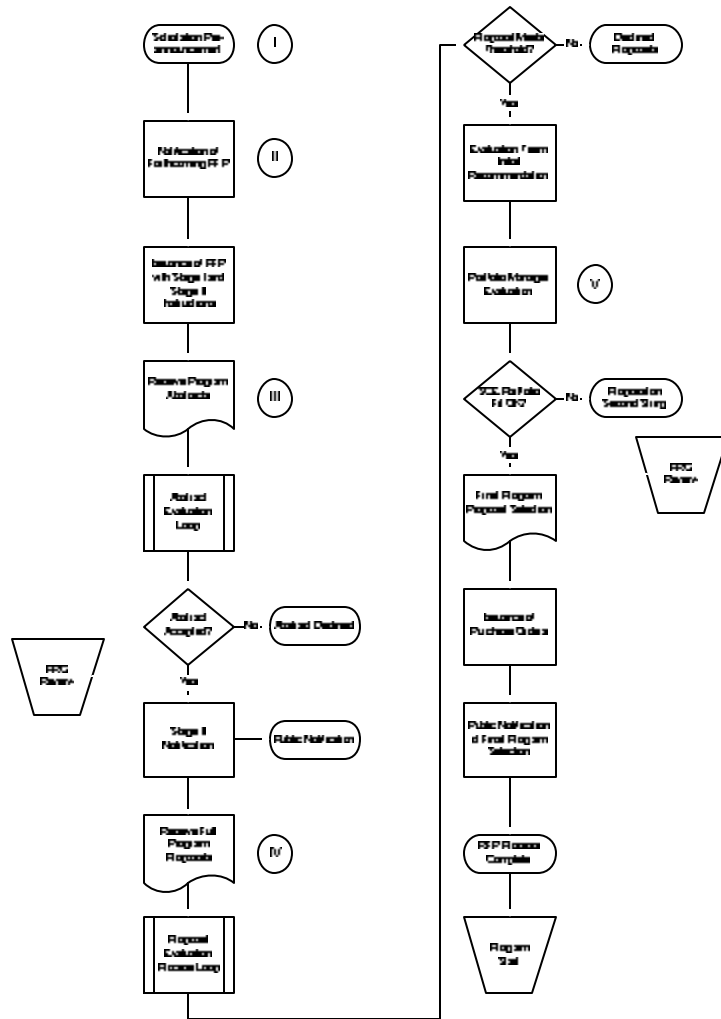 Solicitation Pre-
announcement
I
Notification of
Forthcoming RFP
II
Issuance of RFP
with Stage I and
Stage II
Instructions
Receive Program
Abstracts
III
Abstract
Evaluation
Loop
Abstract
Accepted?
No
Abstract Declined
PRG
Review
Yes
Stage II
Notification
Public Notification
Receive Full
Program
Proposals
IV
Proposal
Evaluation
Process Loop
Proposal Meets
Threshold?
No
Declined
Proposals
Yes
Evaluation Team
Initial
Recommendation
Portfolio Manager
Evaluation
V
SCE Portfolio
Fit OK?
No
Proposal on
Second String
Yes
PRG
Review
Final Program
Proposal Selection
Issuance of
Purchase Orders
Public Notification
of Final Program
Selection
RFP Process
Complete
Program
Start